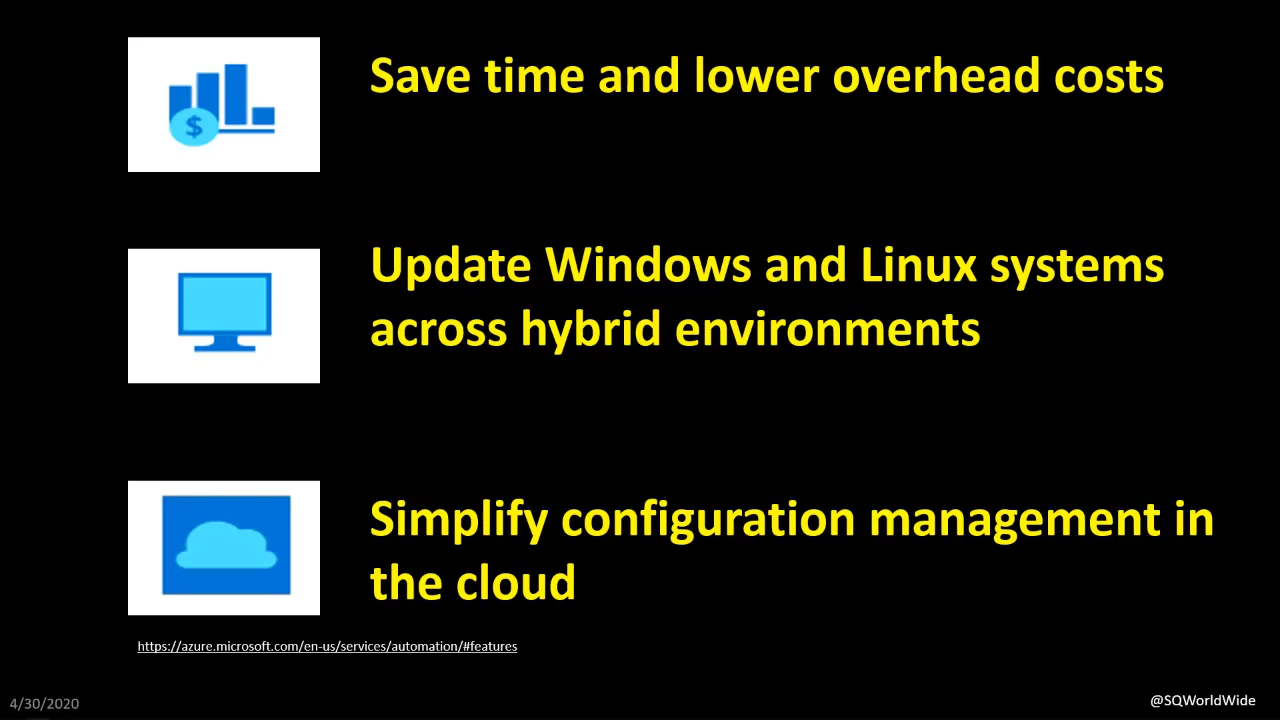 Save time and lower overhead costs
$
Update Windows and Linux systems
across hybrid environments
Simplify configuration management in
the cloud
https://azure.microsoft.com/en-us/services/automation/#features
4/30/2020
@SQWorldWide